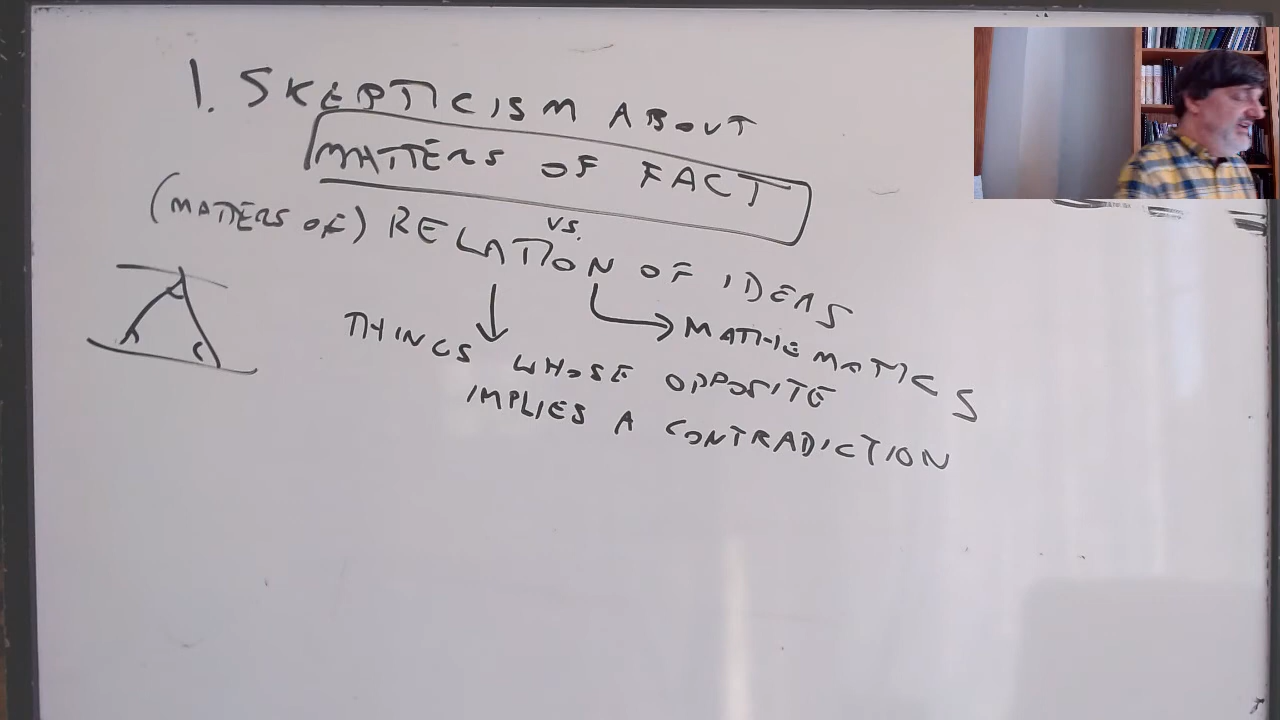 1. SKEPTICISM ABOUT
MATTERS OF FACT
VS.
(MATTERS OF) RELATION OF IDEAS
MATHEMATICS
THINGS WHOSE OPPOSITE
IMPLIES A CONTRADICTION